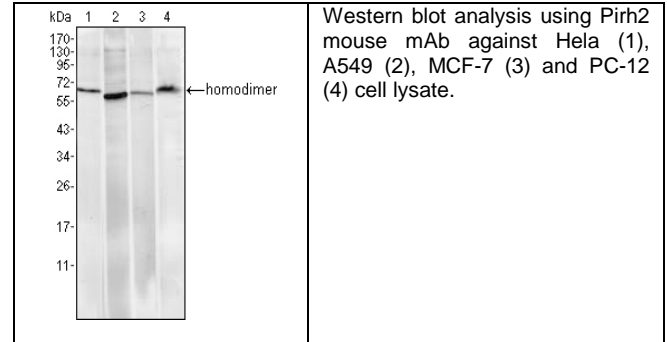 kDa 1 2 3 4
170-
130-
95-
72-
←homodimer
55-
43-
34-
26-
17-
11-
Western blot analysis using Pirh2
mouse mAb against Hela (1),
A549 (2), MCF-7 (3) and PC-12
(4) cell lysate.